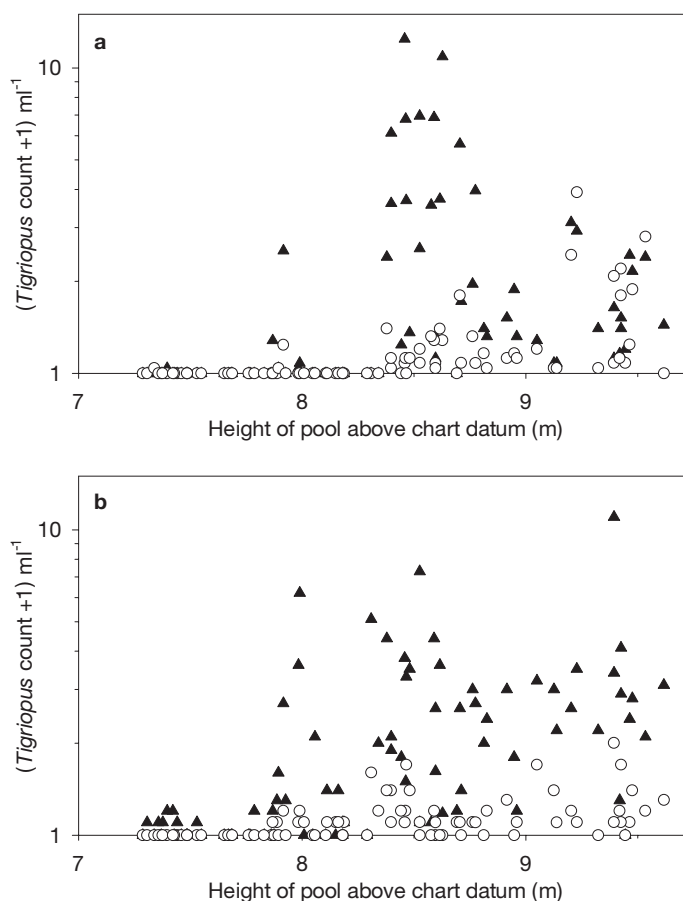 a
10
1
(Tigriopus count +1) ml⁻¹
7 8 9
Height of pool above chart datum (m)
b
10
1
(Tigriopus count +1) ml⁻¹
7 8 9
Height of pool above chart datum (m)